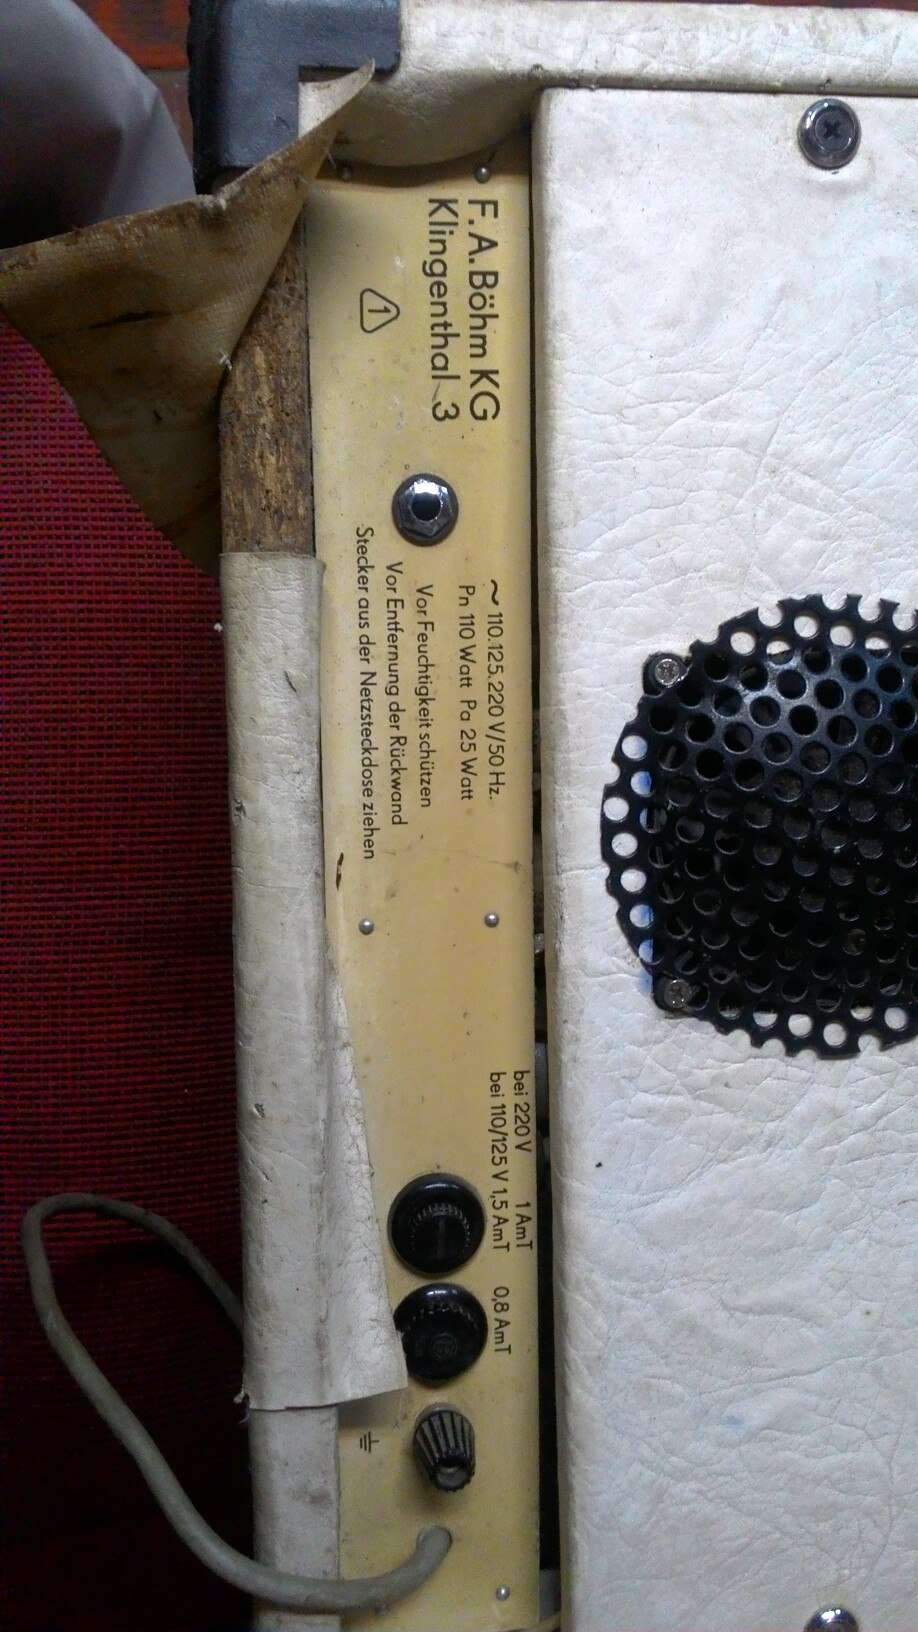 F. A. Böhm KG
Klingenthal 3
1
~ 110.125.220 V/50 Hz.
Pn 110 Watt Pa 25 Watt
Vor Feuchtigkeit schützen
Vor Entfernung der Rückwand
Stecker aus der Netzsteckdose ziehen
bei 220 V 1 AmT
bei 110/125 V 1,5 AmT 0,8 AmT